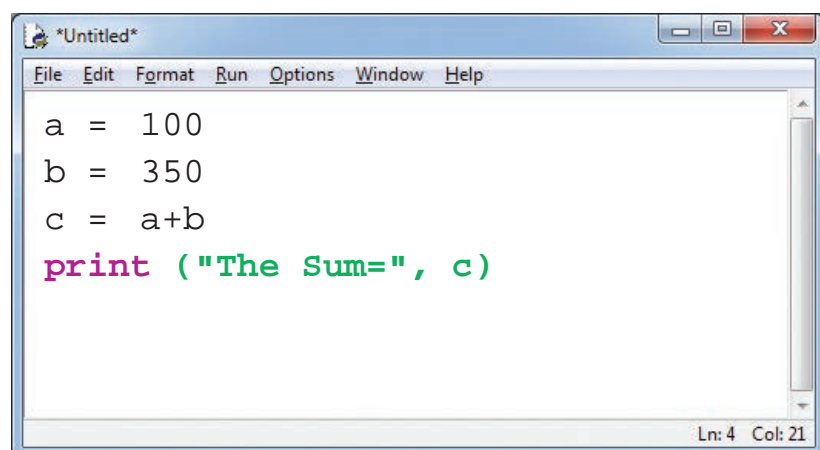 *Untitled*
File Edit Format Run Options Window Help
a = 100
b = 350
c = a+b
print ("The Sum=", c)
Ln: 4 Col: 21